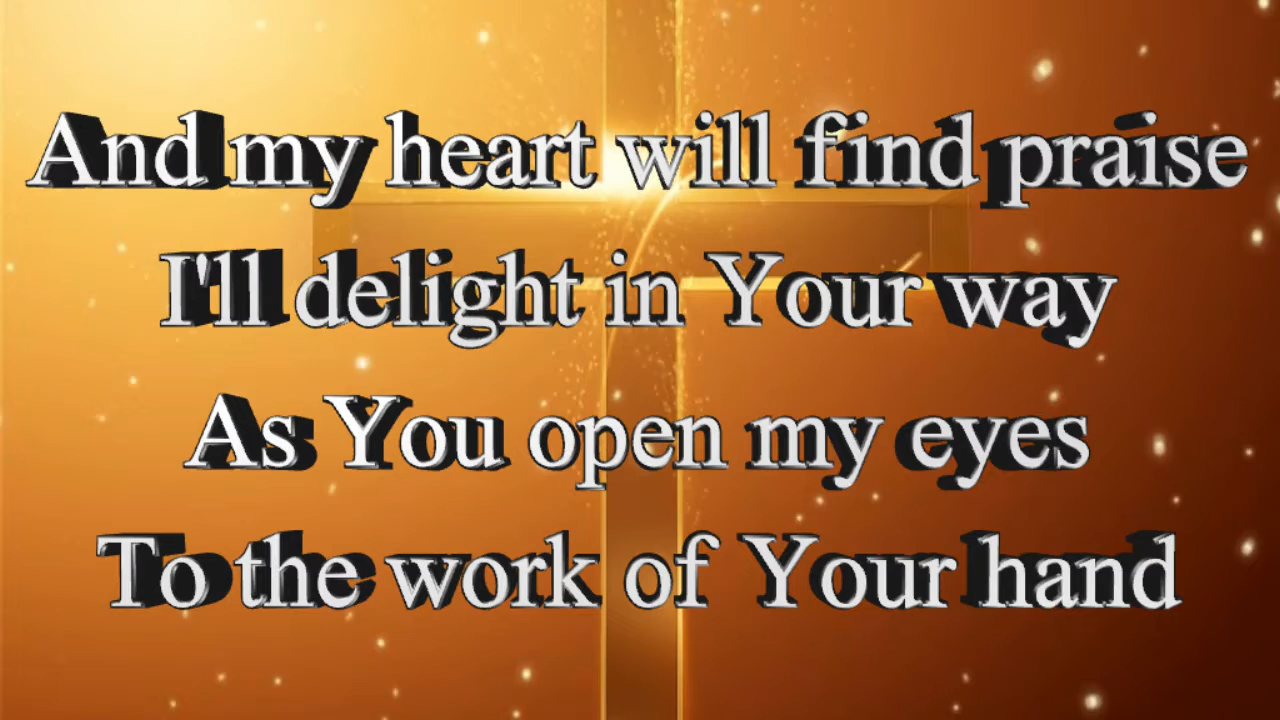 And my heart will find praise
I'll delight in Your way
As You open my eyes
To the work of Your hand